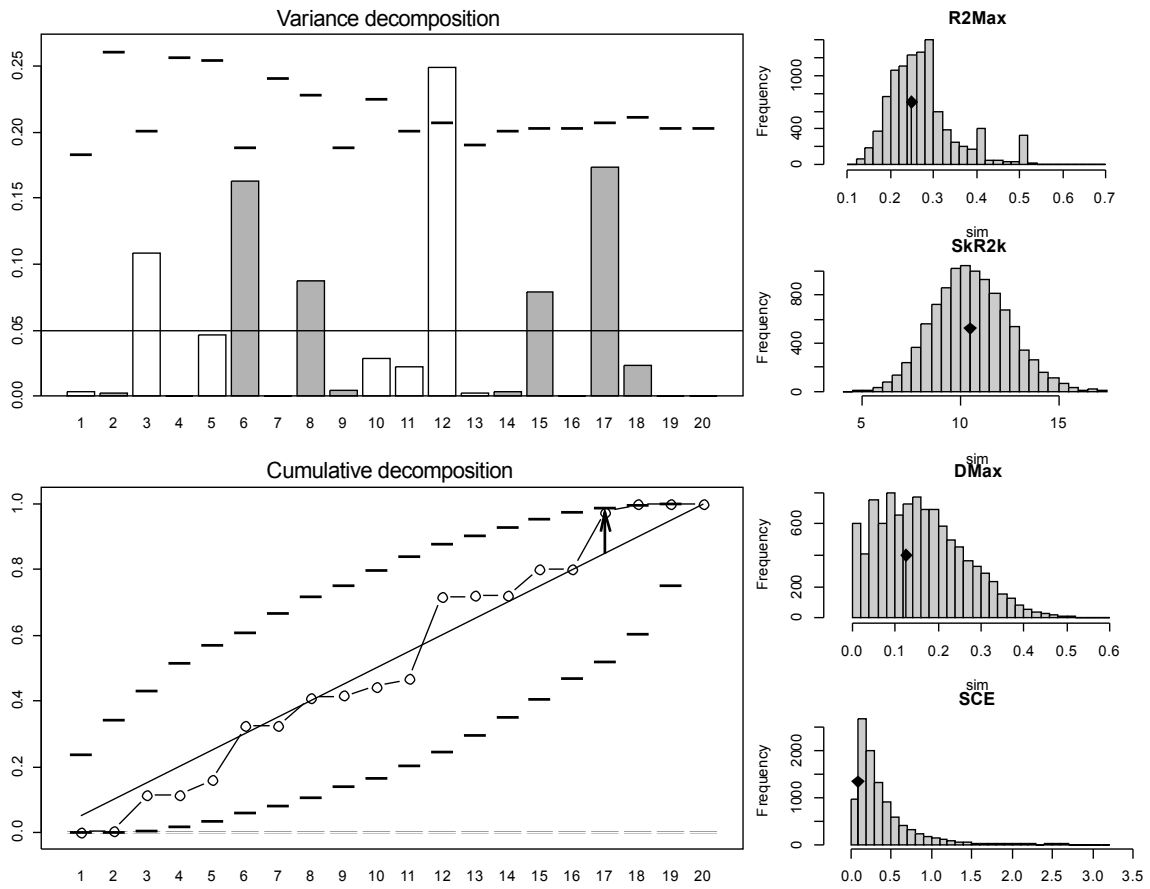 Variance decomposition
0.00 0.05 0.10 0.15 0.20 0.25
1 2 3 4 5 6 7 8 9 10 11 12 13 14 15 16 17 18 19 20
Cumulative decomposition
0.0 0.2 0.4 0.6 0.8 1.0
1 2 3 4 5 6 7 8 9 10 11 12 13 14 15 16 17 18 19 20
R2Max
Frequency
0 400 1000
0.1 0.2 0.3 0.4 0.5 0.6 0.7
sim
SkR2k
Frequency
0 400 800
5 10 15
sim
DMax
Frequency
0 200 600
0.0 0.1 0.2 0.3 0.4 0.5 0.6
sim
SCE
Frequency
0 1000 2000
0.0 0.5 1.0 1.5 2.0 2.5 3.0 3.5